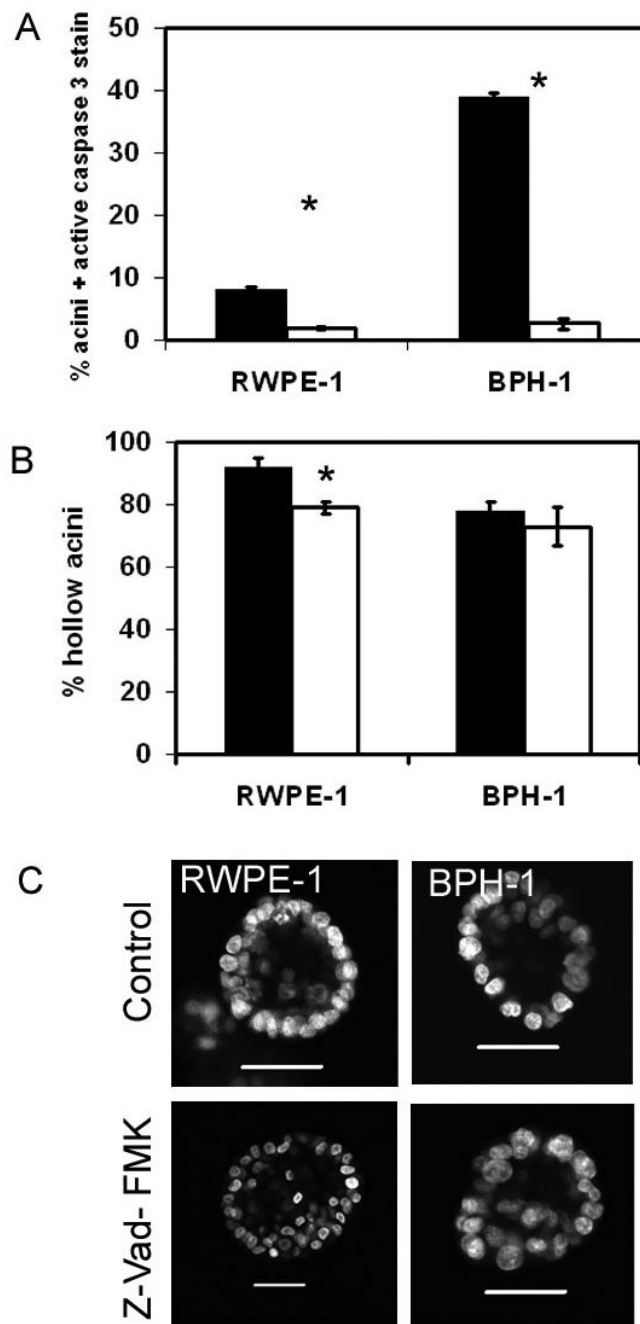 A
% acini + active caspase 3 stain
50
40
30
20
10
0
*
*
RWPE-1
BPH-1
B
% hollow acini
100
80
60
40
20
0
*
RWPE-1
BPH-1
C
RWPE-1
BPH-1
Control
Z-Vad- FMK